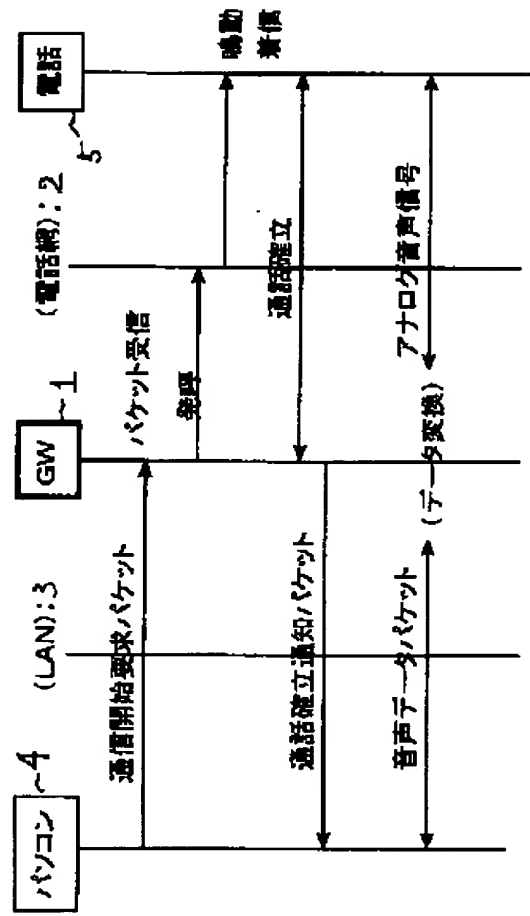 パソコン
~4
(LAN):3
GW
~1
(電話網):2
電話
~5
通信開始要求パケット
パケット受信
発呼
鳴動
着信
通話確立
通話確立通知パケット
音声データパケット
(データ変換)
アナログ音声信号